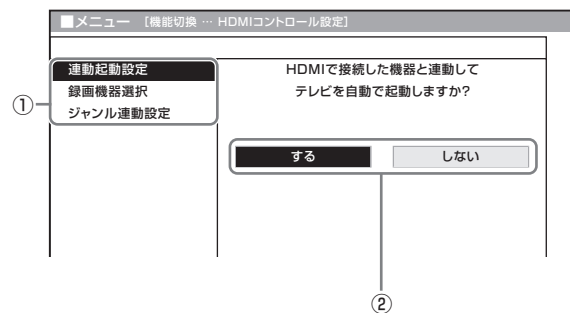 ■メニュー [機能切換 … HDMIコントロール設定]
連動起動設定
録画機器選択
ジャンル連動設定
①
HDMIで接続した機器と連動して
テレビを自動で起動しますか?
する
しない
②